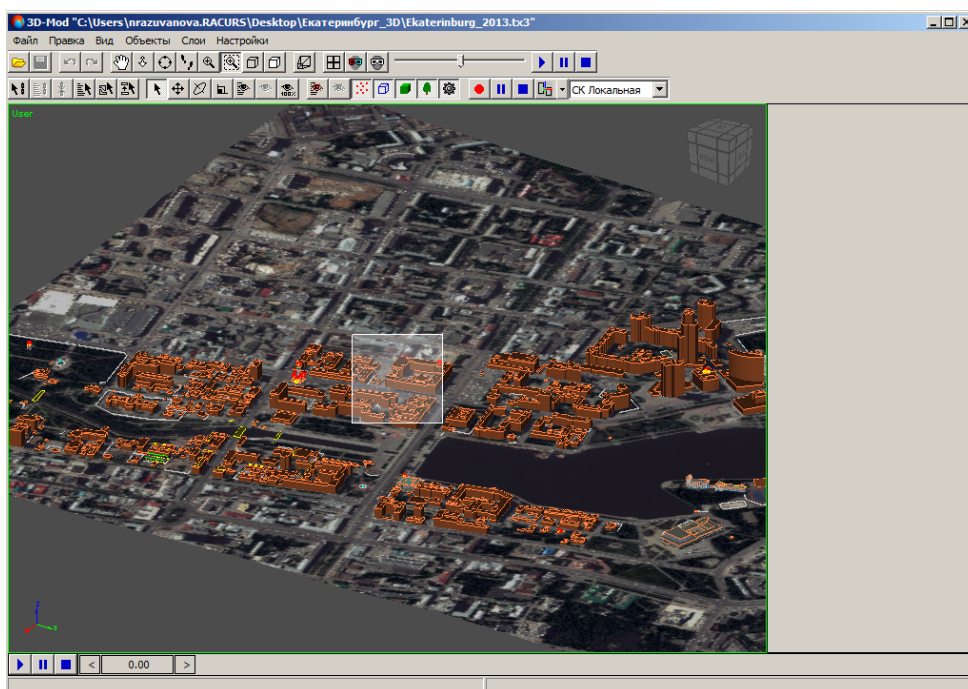 3D-Mod "C:\Users\nrazuvanova.RACURS\Desktop\Екатеринбург_3D\Ekaterinburg_2013.tx3"
Файл Правка Вид Объекты Слои Настройки
100%
СК Локальная
User
z
< 0.00 >